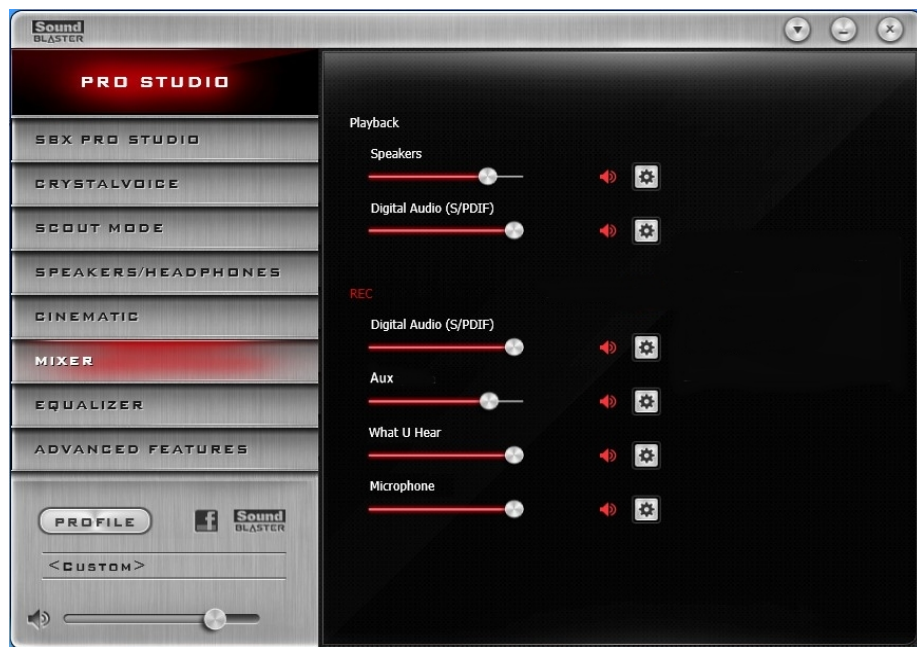 Sound
BLASTER
PRO STUDIO
SBX PRO STUDIO
CRYSTALVOICE
SCOUT MODE
SPEAKERS/HEADPHONES
CINEMATIC
MIXER
EQUALIZER
ADVANCED FEATURES
PROFILE
f
Sound
BLASTER
<CUSTOM>
Playback
Speakers
Digital Audio (S/PDIF)
REC
Digital Audio (S/PDIF)
Aux
What U Hear
Microphone